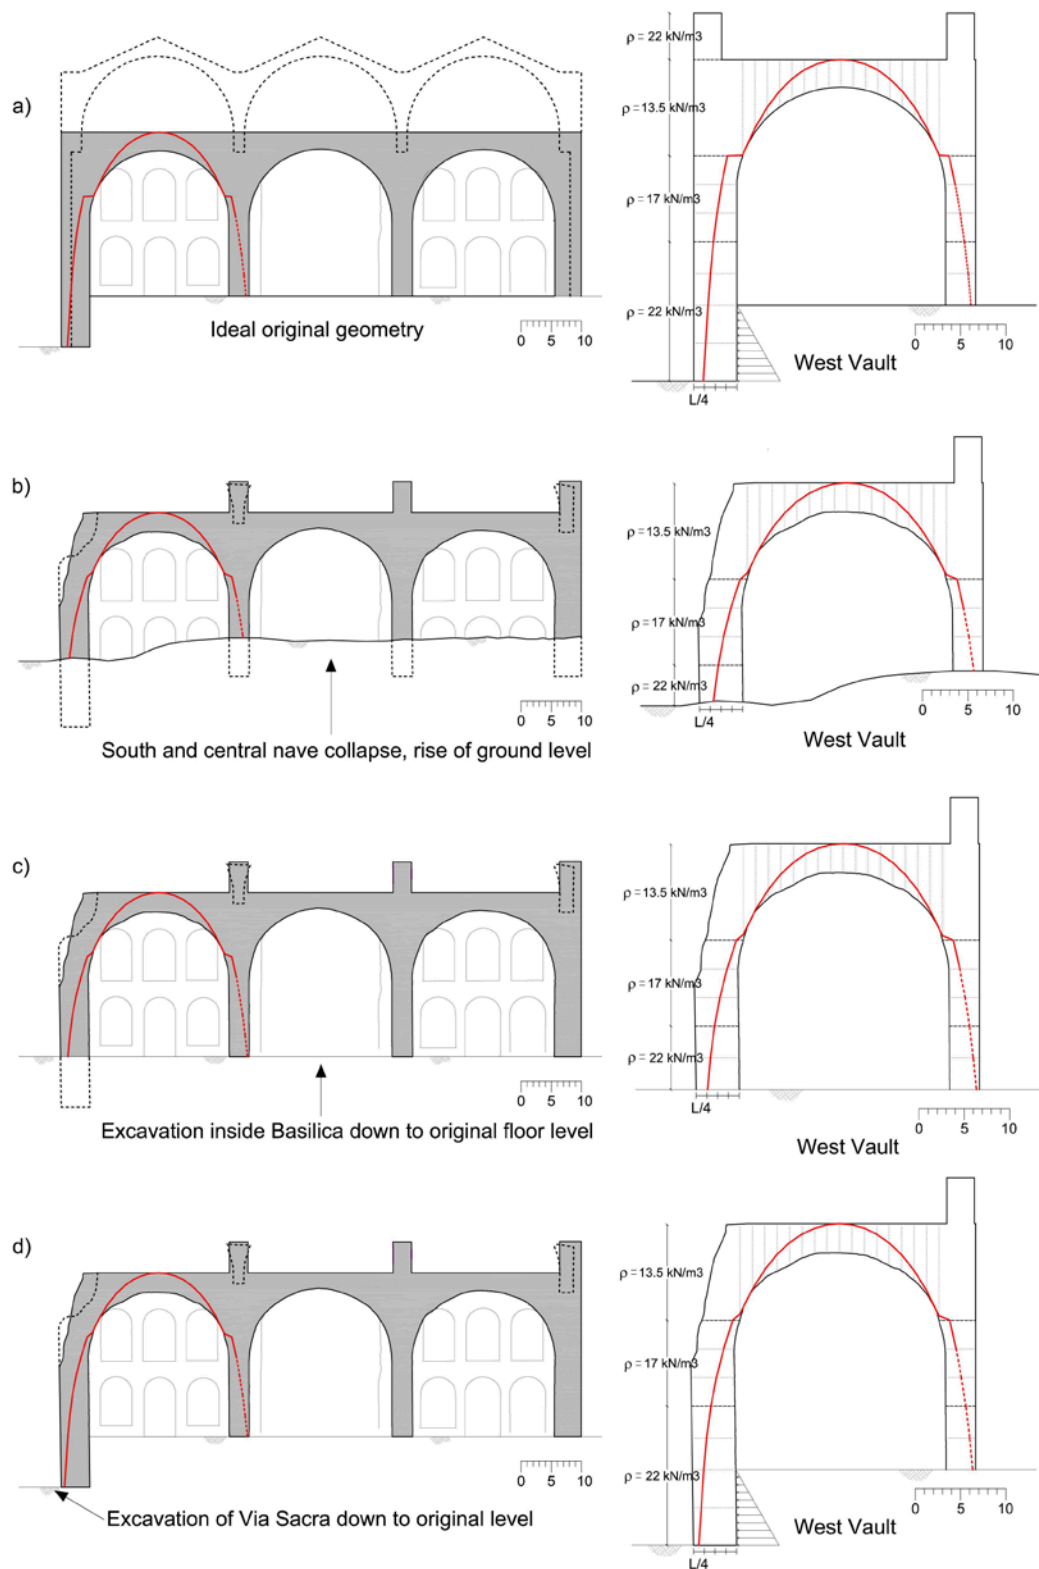 a)
Ideal original geometry
0 5 10
ρ = 22 kN/m3
ρ = 13.5 kN/m3
ρ = 17 kN/m3
ρ = 22 kN/m3
0 5 10
West Vault
L/4
b)
0 5 10
South and central nave collapse, rise of ground level
ρ = 13.5 kN/m3
ρ = 17 kN/m3
ρ = 22 kN/m3
0 5 10
L/4
West Vault
c)
0 5 10
Excavation inside Basilica down to original floor level
ρ = 13.5 kN/m3
ρ = 17 kN/m3
ρ = 22 kN/m3
L/4
0 5 10
West Vault
d)
0 5 10
Excavation of Via Sacra down to original level
ρ = 13.5 kN/m3
ρ = 17 kN/m3
ρ = 22 kN/m3
0 5 10
West Vault
L/4